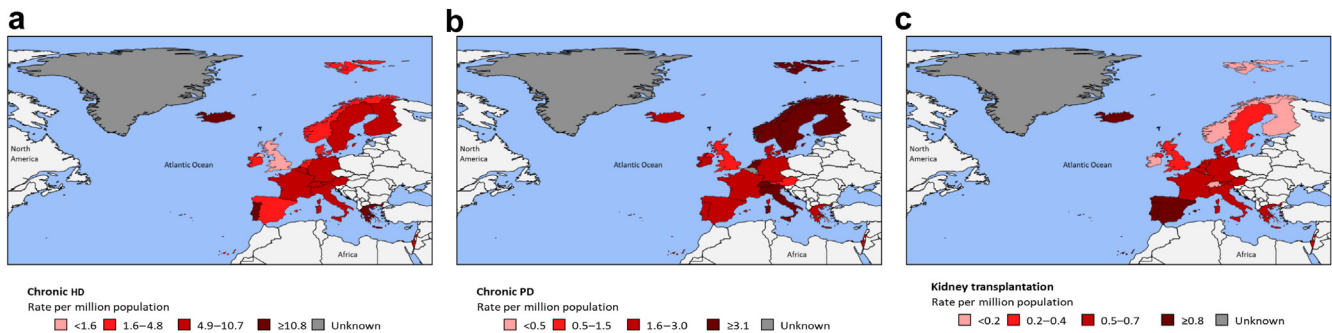 a
b
c
North
America
Atlantic Ocean
Africa
North
America
Atlantic Ocean
Africa
North
America
Atlantic Ocean
Africa
Chronic HD
Rate per million population
<1.6 1.6–4.8 4.9–10.7 ≥10.8 Unknown
Chronic PD
Rate per million population
<0.5 0.5–1.5 1.6–3.0 ≥3.1 Unknown
Kidney transplantation
Rate per million population
<0.2 0.2–0.4 0.5–0.7 ≥0.8 Unknown